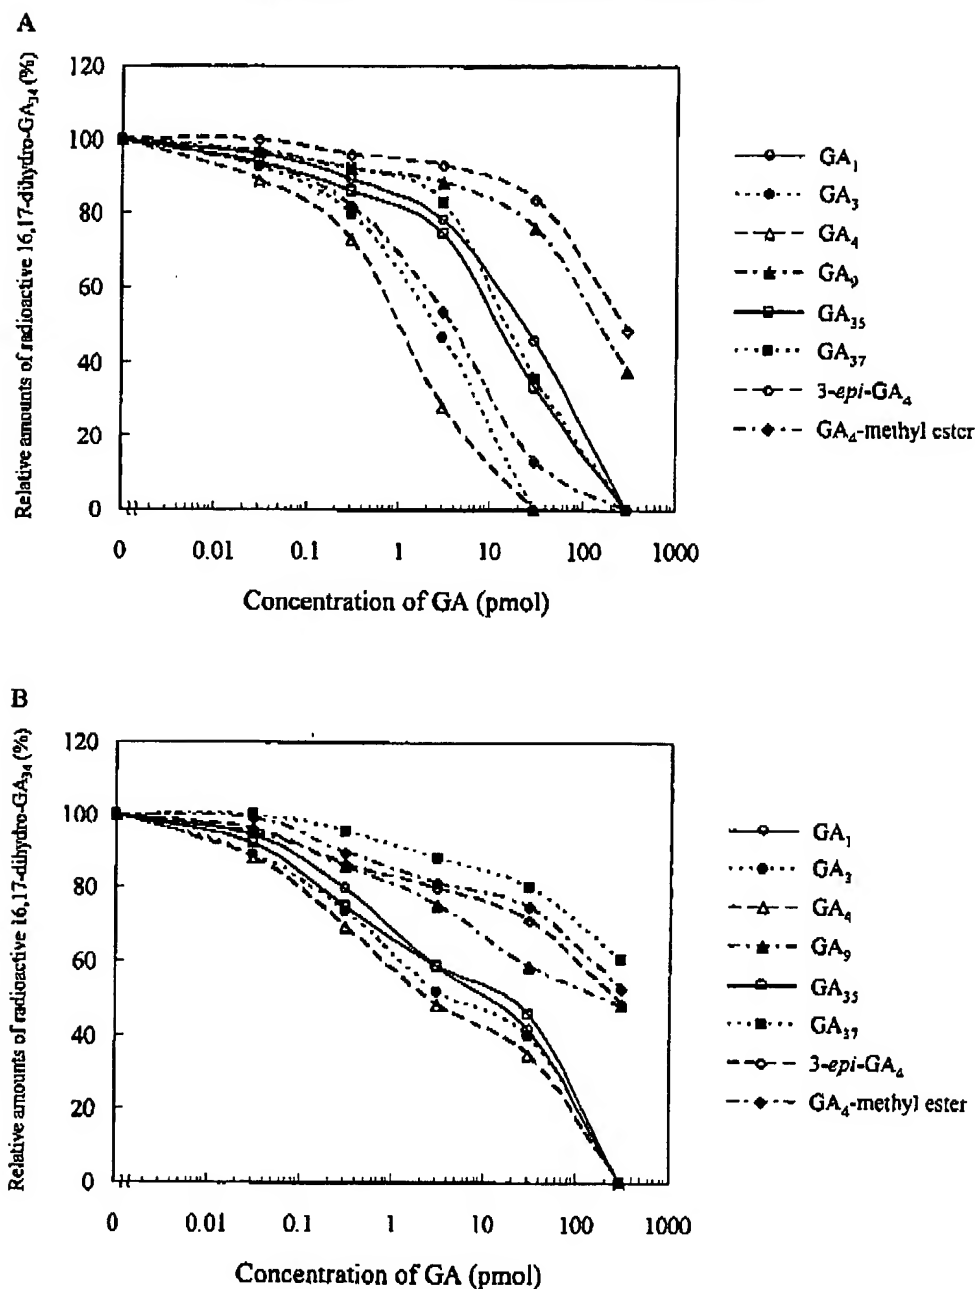 A
Relative amounts of radioactive 16,17-dihydro-GA34 (%)
120
100
80
60
40
20
0
0 0.01 0.1 1 10 100 1000
Concentration of GA (pmol)
GA1
GA3
GA4
GA9
GA35
GA37
3-epi-GA4
GA4-methyl ester
B
Relative amounts of radioactive 16,17-dihydro-GA34 (%)
120
100
80
60
40
20
0
0 0.01 0.1 1 10 100 1000
Concentration of GA (pmol)
GA1
GA3
GA4
GA9
GA35
GA37
3-epi-GA4
GA4-methyl ester